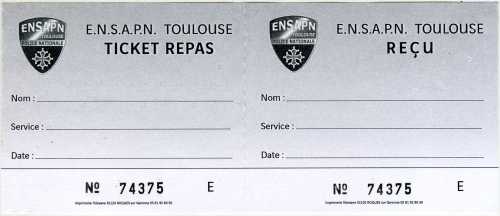 ENSAPN
TOULOUSE
POLICE NATIONALE
E.N.S.A.P.N. TOULOUSE
TICKET REPAS
Nom :
Service :
Date :
Nº 74375 E
ENSAPN
TOULOUSE
POLICE NATIONALE
E.N.S.A.P.N. TOULOUSE
REÇU
Nom :
Service :
Date :
Nº 74375 E